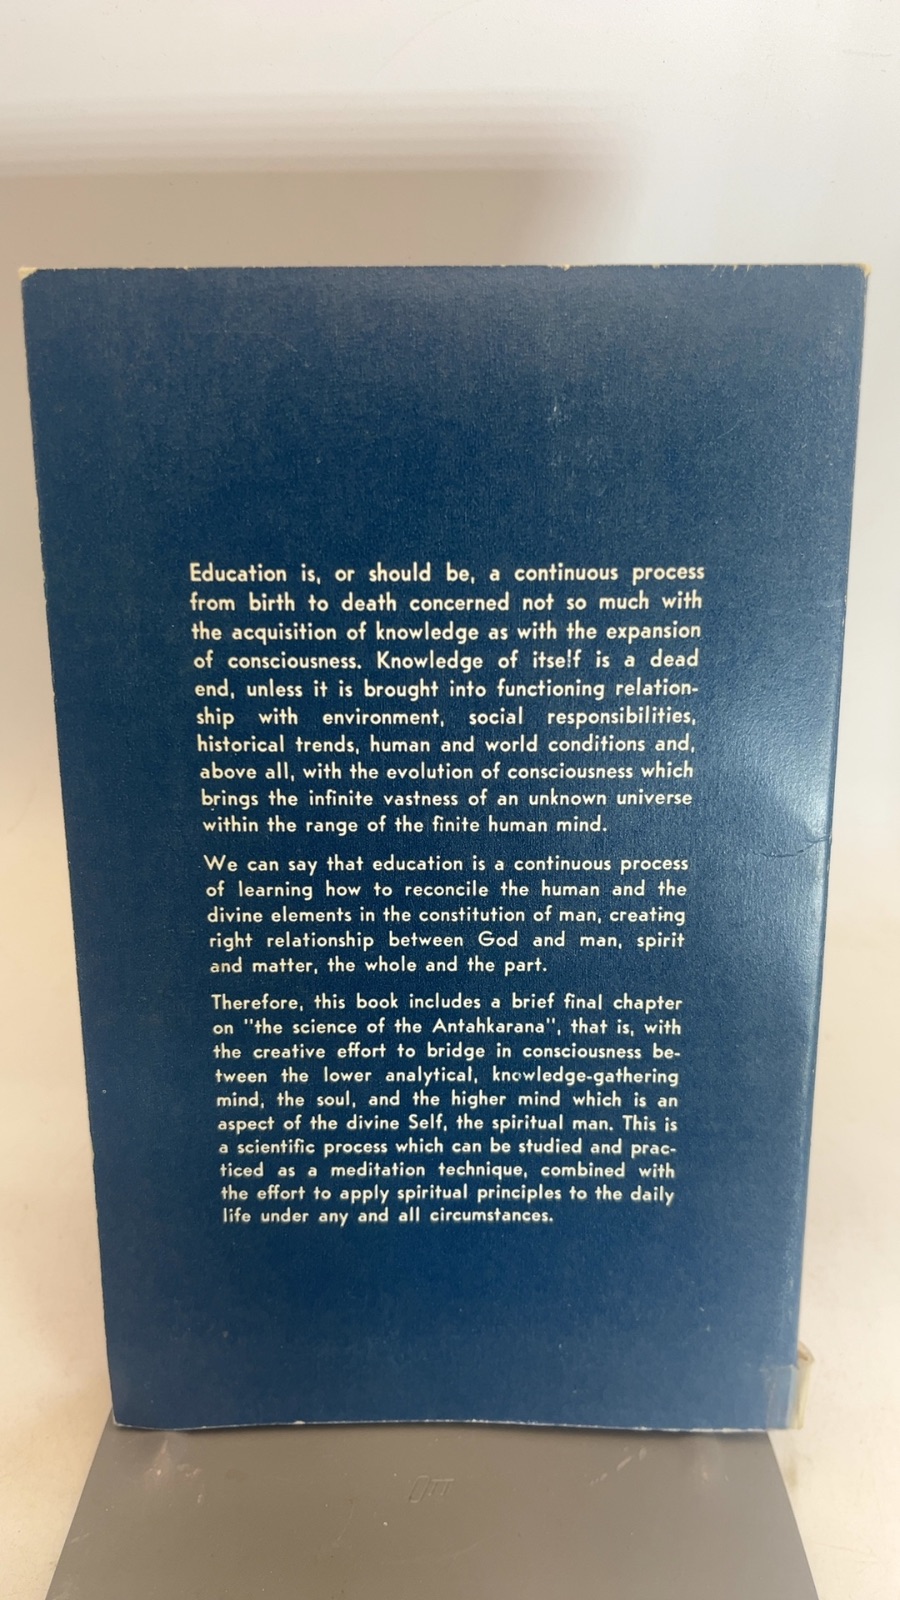 Education is, or should be, a continuous process
from birth to death concerned not so much with
the acquisition of knowledge as with the expansion
of consciousness. Knowledge of itself is a dead
end, unless it is brought into functioning relation-
ship with environment, social responsibilities,
historical trends, human and world conditions and,
above all, with the evolution of consciousness which
brings the infinite vastness of an unknown universe
within the range of the finite human mind.
We can say that education is a continuous process
of learning how to reconcile the human and the
divine elements in the constitution of man, creating
right relationship between God and man, spirit
and matter, the whole and the part.
Therefore, this book includes a brief final chapter
on "the science of the Antahkarana", that is, with
the creative effort to bridge in consciousness be-
tween the lower analytical, knowledge-gathering
mind, the soul, and the higher mind which is an
aspect of the divine Self, the spiritual man. This is
a scientific process which can be studied and prac-
ticed as a meditation technique, combined with
the effort to apply spiritual principles to the daily
life under any and all circumstances.